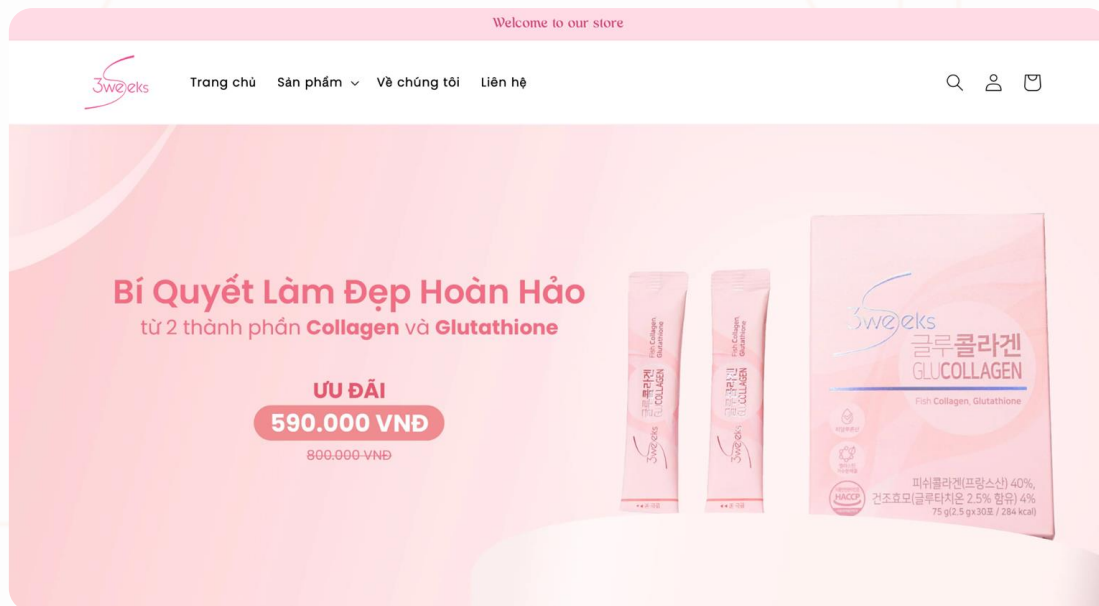 Welcome to our store
3weeks
Trang chủ
Sản phẩm
Về chúng tôi
Liên hệ
Bí Quyết Làm Đẹp Hoàn Hảo
từ 2 thành phần Collagen và Glutathione
ƯU ĐÃI
590.000 VNĐ
800.000 VNĐ
Fish Collagen,
Glutathione
글루콜라겐
GLUCOLLAGEN
3weeks
Fish Collagen,
Glutathione
글루콜라겐
GLUCOLLAGEN
3weeks
3weeks
글루콜라겐
GLUCOLLAGEN
Fish Collagen, Glutathione
HACCP
피쉬콜라겐(프랑스산) 40%,
건조효모(글루타치온 2.5% 함유) 4%
75 g(2.5 g x 30포 / 284 kcal)